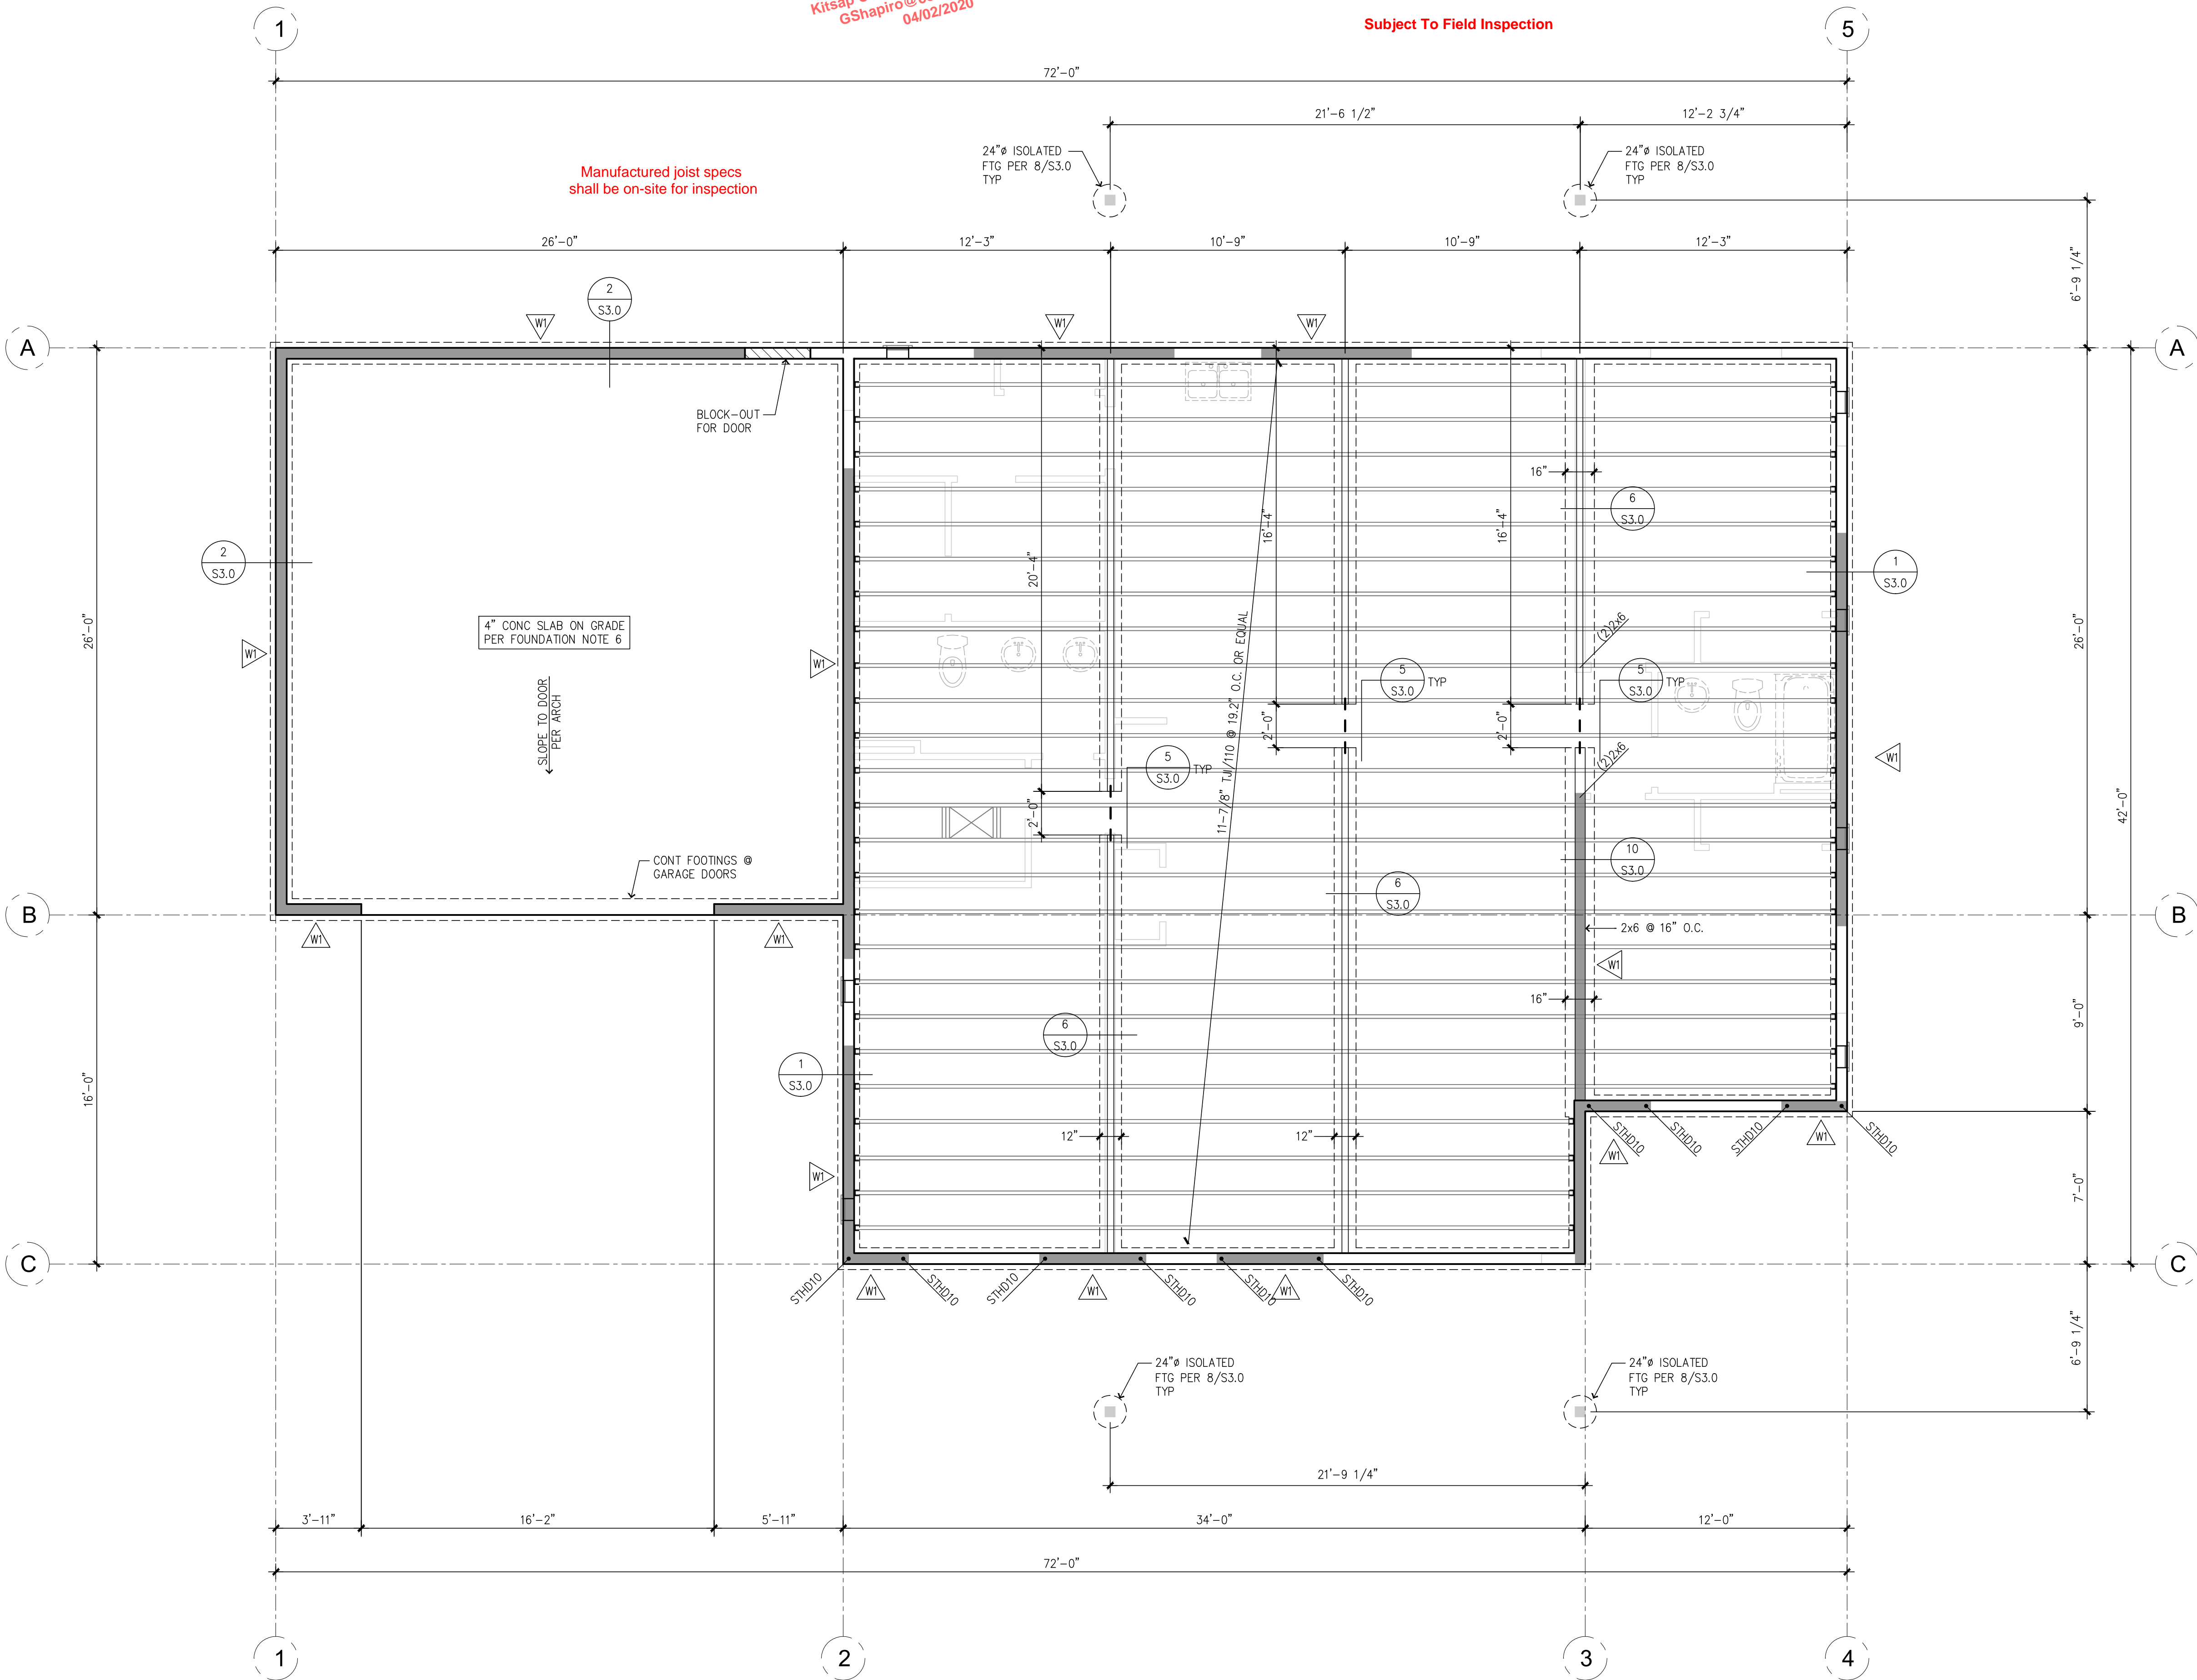 Kitsap
GShapiro@
04/02/2020
Subject To Field Inspection
1
5
72'-0"
21'-6 1/2"
12'-2 3/4"
24"ø ISOLATED
FTG PER 8/S3.0
TYP
24"ø ISOLATED
FTG PER 8/S3.0
TYP
Manufactured joist specs
shall be on-site for inspection
26'-0"
12'-3"
10'-9"
10'-9"
12'-3"
6'-9 1/4"
2
S3.0
W1
W1
W1
A
A
BLOCK-OUT
FOR DOOR
16"
6
S3.0
16'-4"
16'-4"
20'-4"
2
S3.0
1
S3.0
4" CONC SLAB ON GRADE
PER FOUNDATION NOTE 6
26'-0"
26'-0"
W1
W1
(2)2x6
5
S3.0
TYP
5
S3.0
TYP
SLOPE TO DOOR
PER ARCH
11-7/8" TJI/110 @ 19.2" O.C. OR EQUAL
2'-0"
2'-0"
(2)2x6
W1
5
S3.0
TYP
2'-0"
42'-0"
CONT FOOTINGS @
GARAGE DOORS
10
S3.0
6
S3.0
B
B
W1
W1
2x6 @ 16" O.C.
W1
16"
9'-0"
6
S3.0
1
S3.0
16'-0"
12"
12"
W1
STHD10
STHD10
STHD10
STHD10
W1
W1
7'-0"
C
C
STHD10
W1
STHD10
STHD10
W1
STHD10
STHD10
W1
STHD10
6'-9 1/4"
24"ø ISOLATED
FTG PER 8/S3.0
TYP
24"ø ISOLATED
FTG PER 8/S3.0
TYP
21'-9 1/4"
3'-11"
16'-2"
5'-11"
34'-0"
12'-0"
72'-0"
1
2
3
4